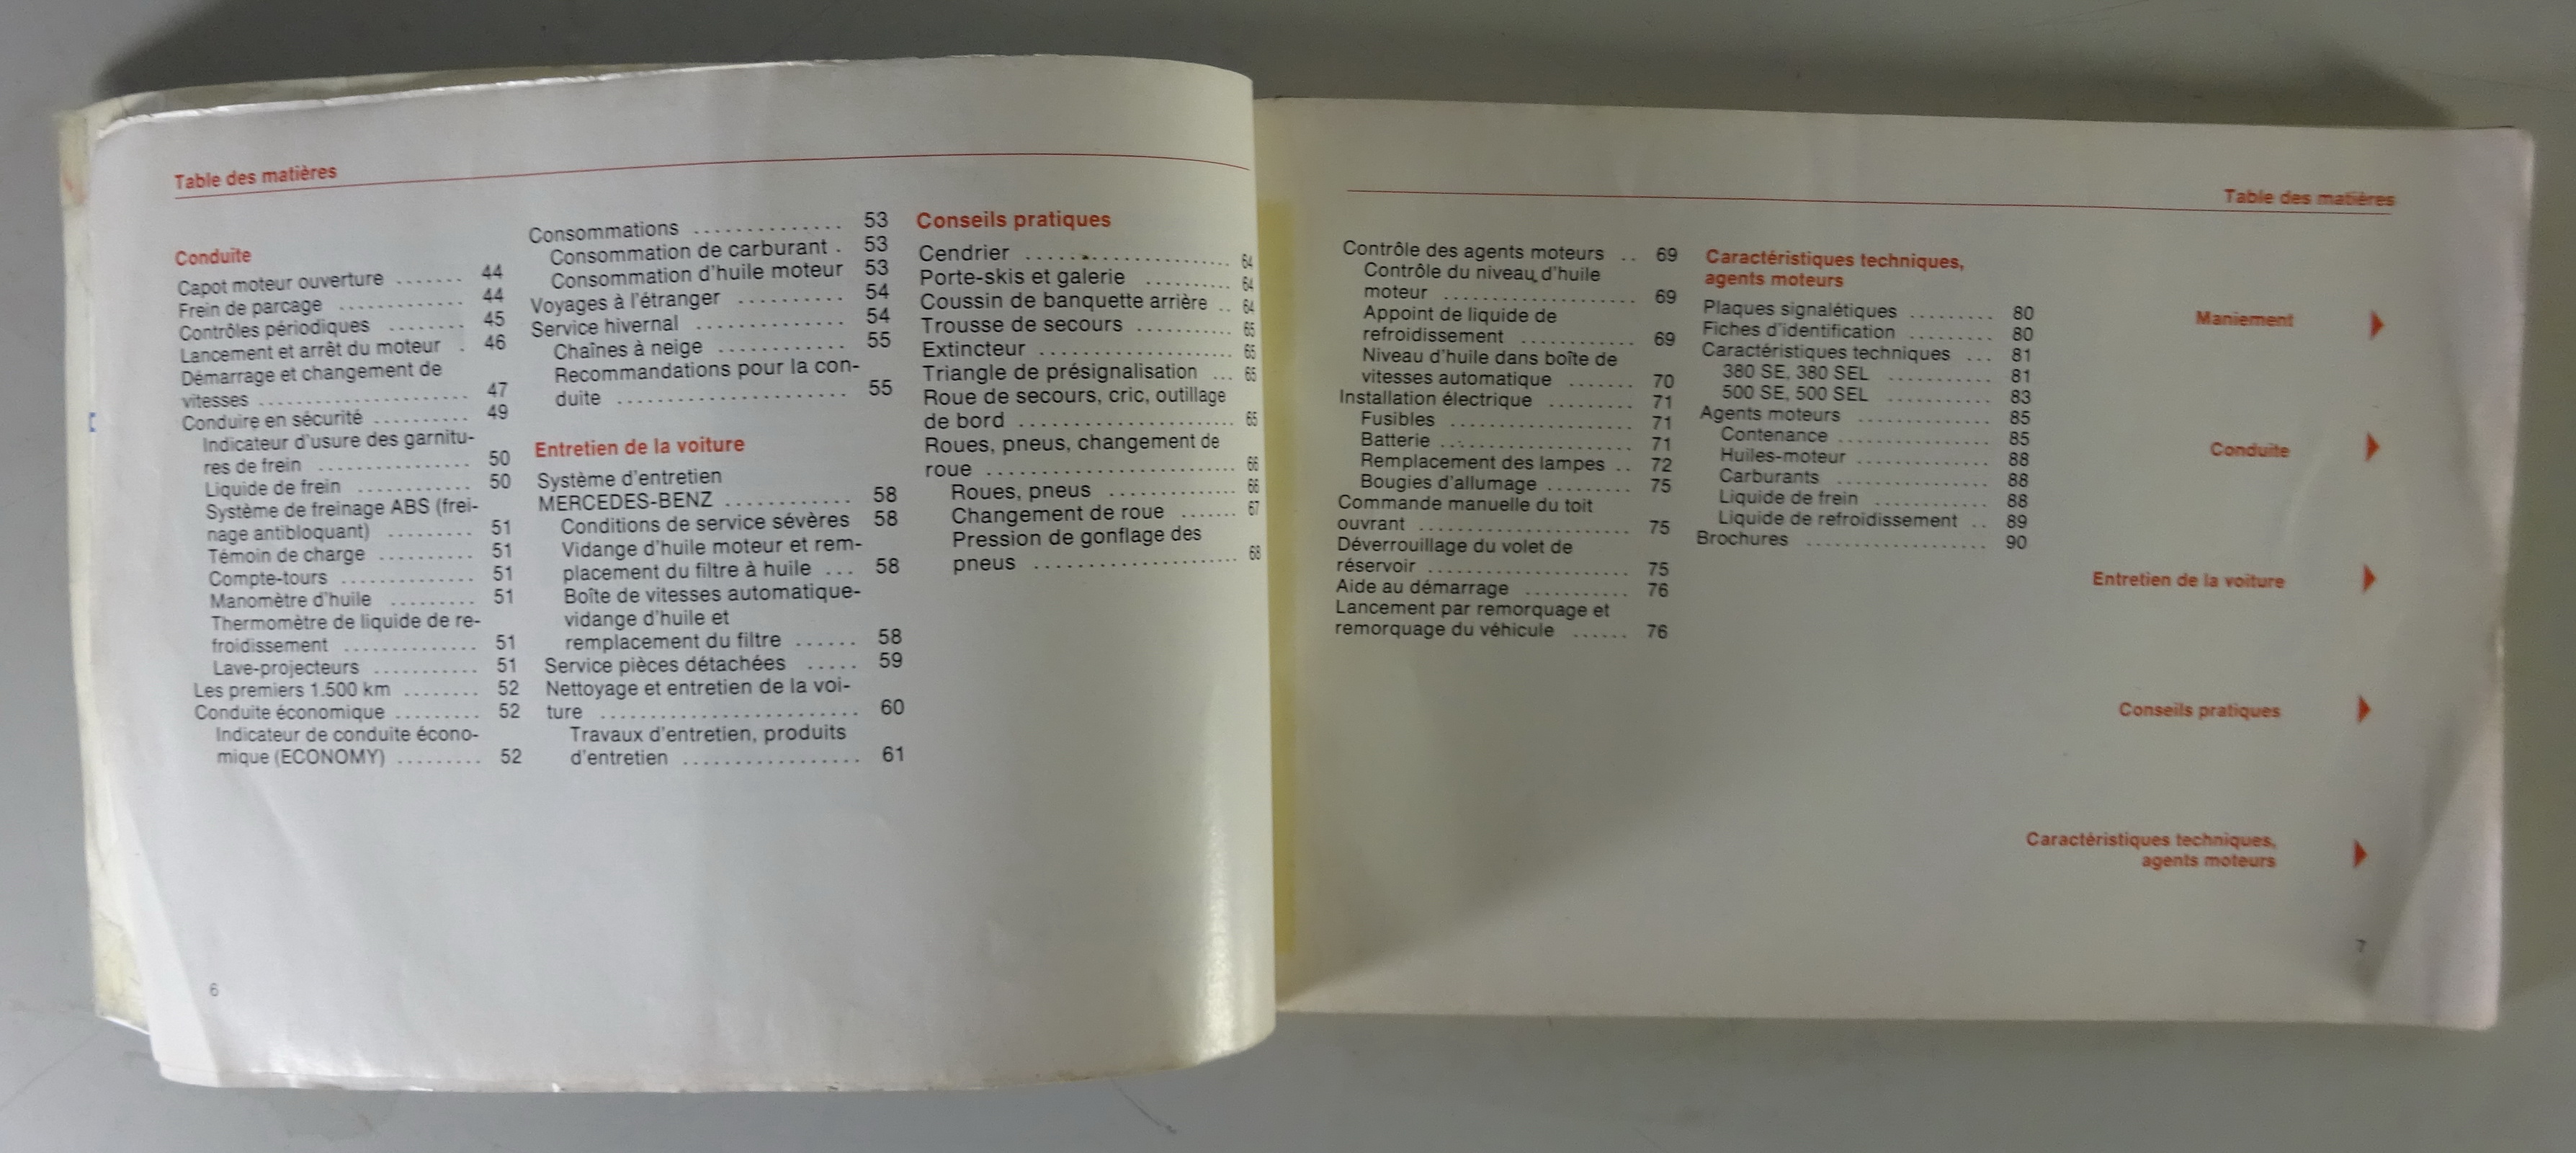 Table des matières
Conduite
Capot moteur ouverture ....... 44
Frein de parcage ............. 44
Contrôles périodiques ........ 45
Lancement et arrêt du moteur . 46
Démarrage et changement de
vitesses ...................... 47
Conduire en sécurité .......... 49
Indicateur d'usure des garnitu-
res de frein ................ 50
Liquide de frein ............ 50
Système de freinage ABS (frei-
nage antibloquant) ......... 51
Témoin de charge .......... 51
Compte-tours .............. 51
Manomètre d'huile ......... 51
Thermomètre de liquide de re-
froidissement .............. 51
Lave-projecteurs ........... 51
Les premiers 1.500 km ........ 52
Conduite économique ......... 52
Indicateur de conduite écono-
mique (ECONOMY) ......... 52
Consommations .............. 53
Consommation de carburant . 53
Consommation d'huile moteur 53
Voyages à l'étranger .......... 54
Service hivernal .............. 54
Chaînes à neige ............ 55
Recommandations pour la con-
duite ....................... 55
Entretien de la voiture
Système d'entretien
MERCEDES-BENZ ............ 58
Conditions de service sévères 58
Vidange d'huile moteur et rem-
placement du filtre à huile ... 58
Boîte de vitesses automatique-
vidange d'huile et
remplacement du filtre ...... 58
Service pièces détachées ..... 59
Nettoyage et entretien de la voi-
ture .......................... 60
Travaux d'entretien, produits
d'entretien .................. 61
Conseils pratiques
Cendrier ..................... 64
Porte-skis et galerie .......... 64
Coussin de banquette arrière .. 64
Trousse de secours .......... 65
Extincteur .................... 65
Triangle de présignalisation ... 65
Roue de secours, cric, outillage
de bord ...................... 65
Roues, pneus, changement de
roue ......................... 66
Roues, pneus ............. 66
Changement de roue ....... 67
Pression de gonflage des
pneus ..................... 68
6
Table des matières
Contrôle des agents moteurs .. 69
Contrôle du niveau d'huile
moteur .................... 69
Appoint de liquide de
refroidissement ............ 69
Niveau d'huile dans boîte de
vitesses automatique ....... 70
Installation électrique ......... 71
Fusibles ................... 71
Batterie .................... 71
Remplacement des lampes .. 72
Bougies d'allumage ......... 75
Commande manuelle du toit
ouvrant ...................... 75
Déverrouillage du volet de
réservoir ..................... 75
Aide au démarrage ........... 76
Lancement par remorquage et
remorquage du véhicule ...... 76
Caractéristiques techniques,
agents moteurs
Plaques signalétiques ......... 80
Fiches d'identification ......... 80
Caractéristiques techniques ... 81
380 SE, 380 SEL ........... 81
500 SE, 500 SEL ........... 83
Agents moteurs .............. 85
Contenance ................ 85
Huiles-moteur .............. 88
Carburants ................ 88
Liquide de frein ............ 88
Liquide de refroidissement .. 89
Brochures ................... 90
Maniement
Conduite
Entretien de la voiture
Conseils pratiques
Caractéristiques techniques,
agents moteurs
7